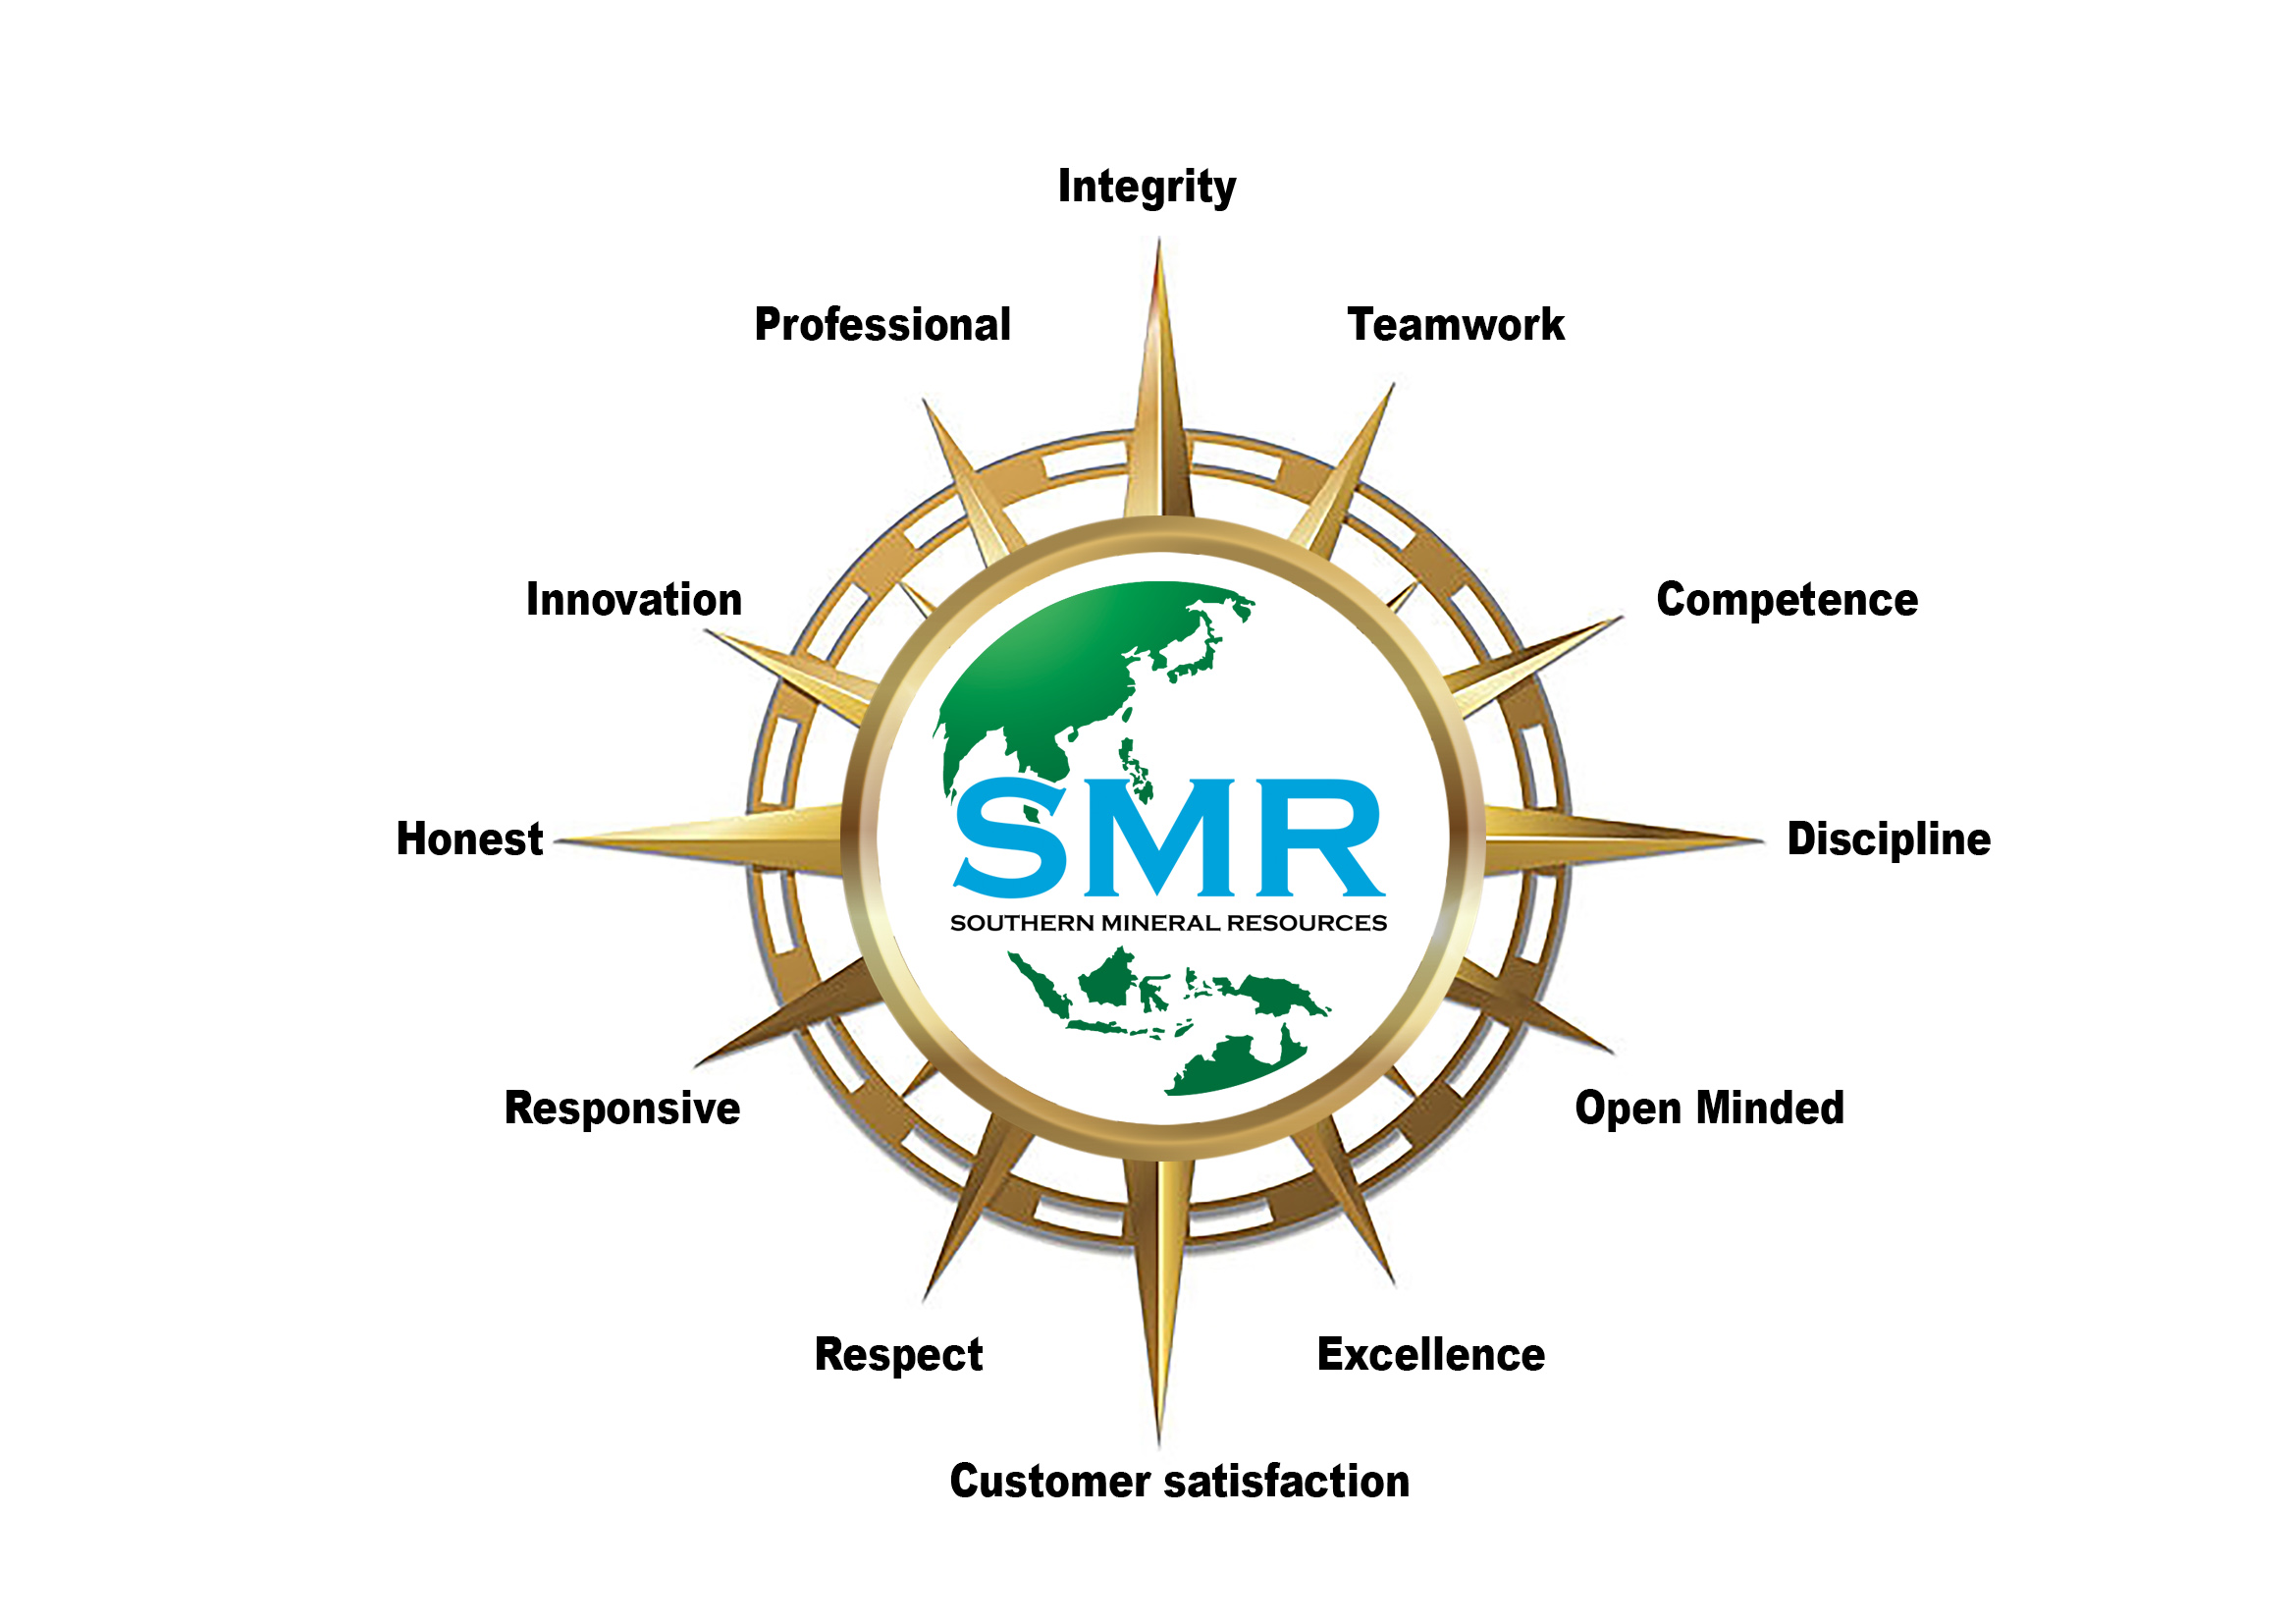 Integrity
Professional
Teamwork
Innovation
Competence
Honest
SMR
Discipline
SOUTHERN MINERAL RESOURCES
Responsive
Open Minded
Respect
Excellence
Customer satisfaction